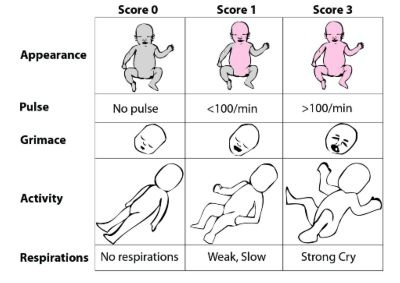 Score 0 Score 1 Score 3
Appearance
Pulse No pulse <100/min >100/min
Grimace
Activity
Respirations No respirations Weak, Slow Strong Cry